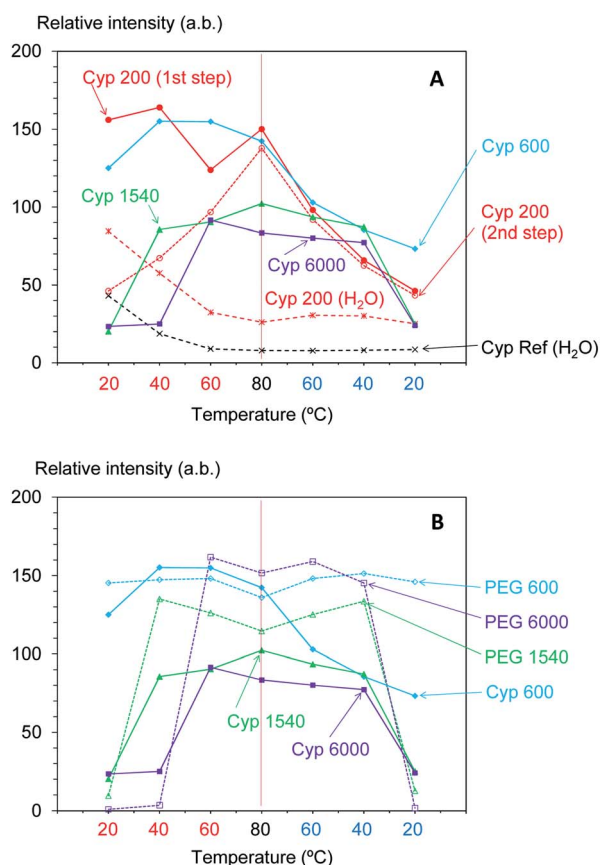 Relative intensity (a.b.)
200
150
100
50
0
A
Cyp 200 (1st step)
Cyp 600
Cyp 1540
Cyp 200
(2nd step)
Cyp 6000
Cyp 200 (H₂O)
Cyp Ref (H₂O)
20 40 60 80 60 40 20
Temperature (ºC)
Relative intensity (a.b.)
200
150
100
50
0
B
PEG 600
PEG 6000
PEG 1540
Cyp 600
Cyp 1540
Cyp 6000
20 40 60 80 60 40 20
Temperature (ºC)